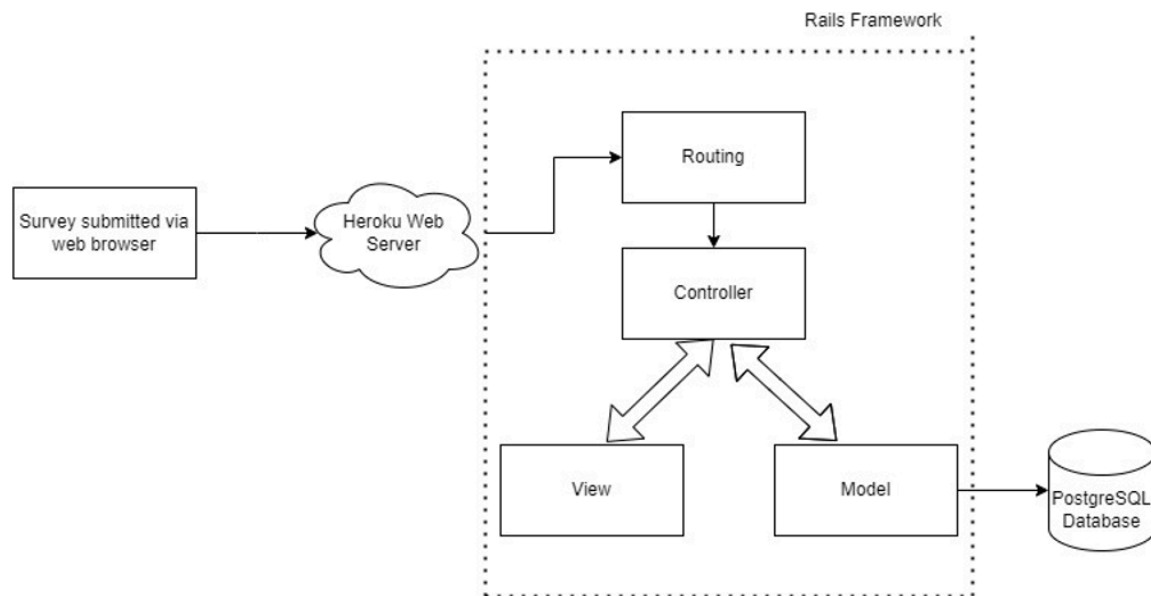 Rails Framework
Routing
Survey submitted via
web browser
Heroku Web
Server
Controller
View
Model
PostgreSQL
Database